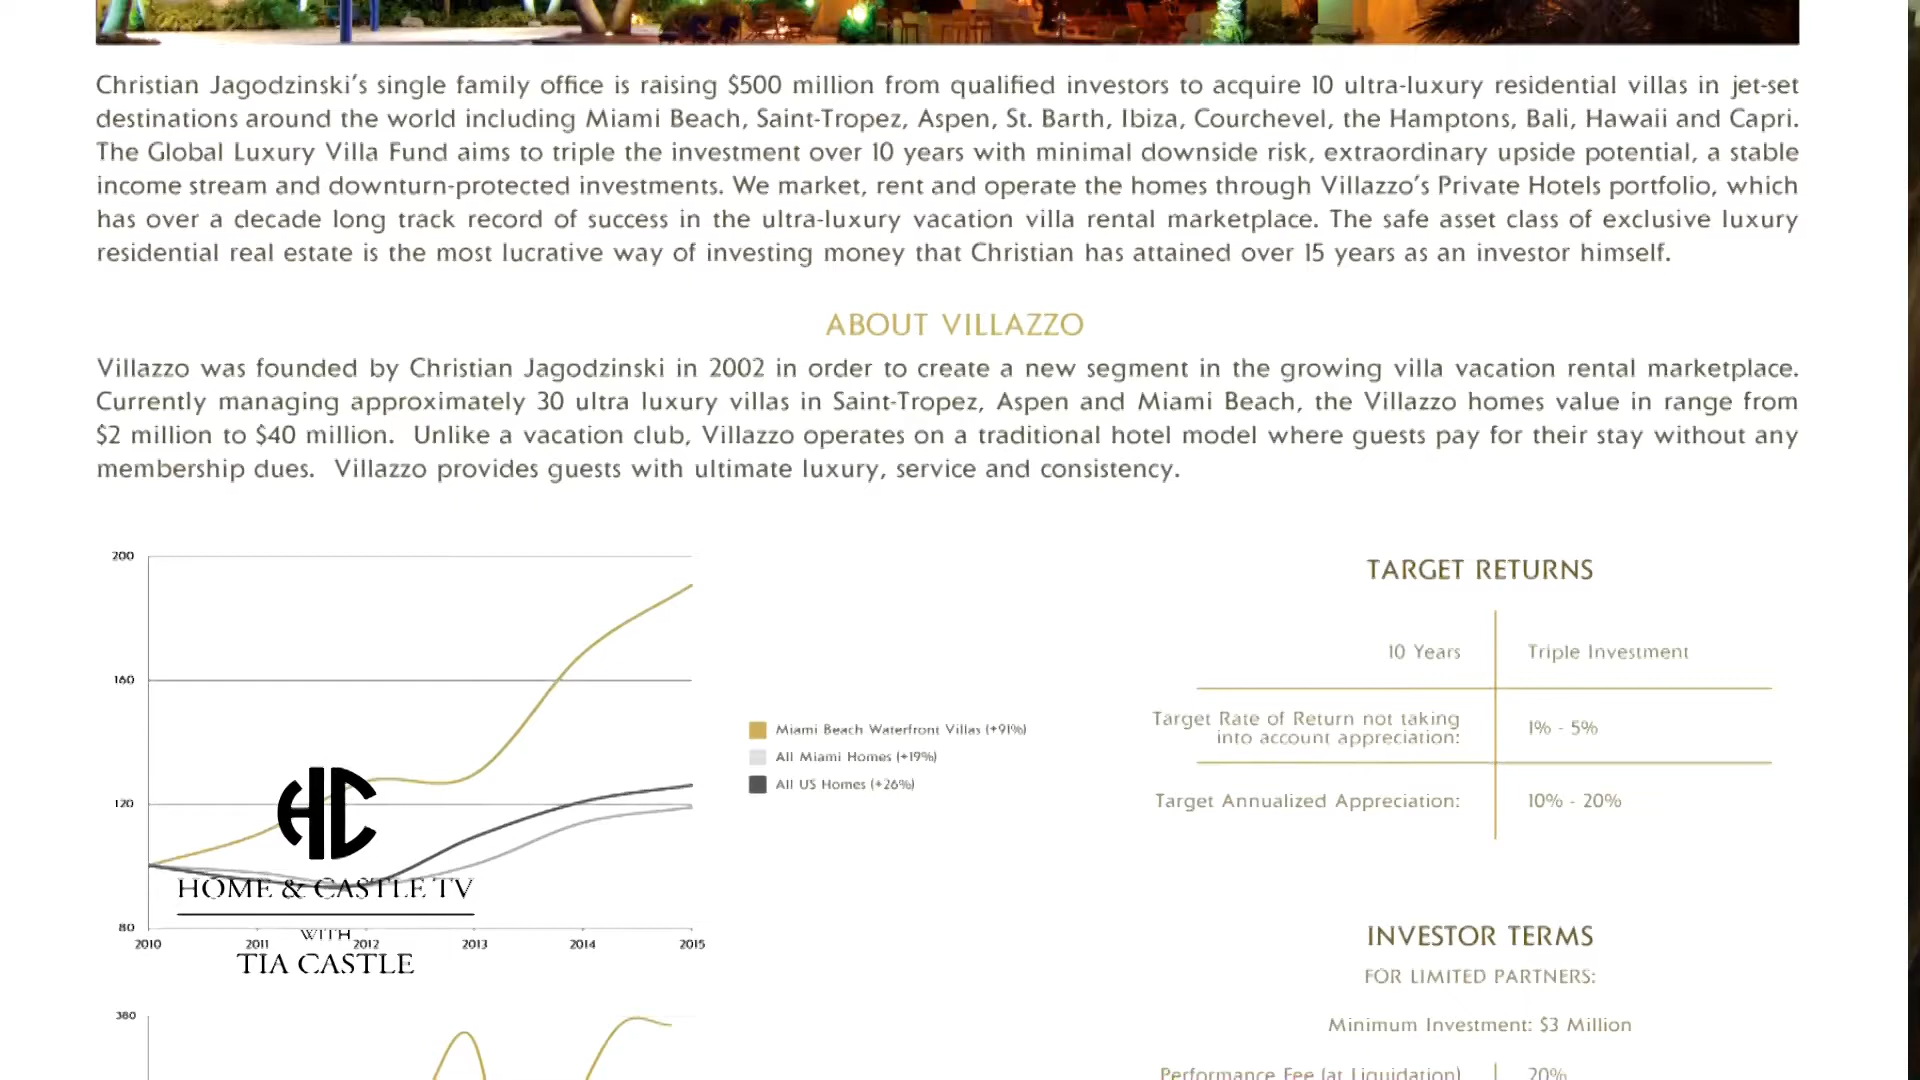 Christian Jagodzinski's single family office is raising $500 million from qualified investors to acquire 10 ultra-luxury residential villas in jet-set
destinations around the world including Miami Beach, Saint-Tropez, Aspen, St. Barth, Ibiza, Courchevel, the Hamptons, Bali, Hawaii and Capri.
The Global Luxury Villa Fund aims to triple the investment over 10 years with minimal downside risk, extraordinary upside potential, a stable
income stream and downturn-protected investments. We market, rent and operate the homes through Villazzo's Private Hotels portfolio, which
has over a decade long track record of success in the ultra-luxury vacation villa rental marketplace. The safe asset class of exclusive luxury
residential real estate is the most lucrative way of investing money that Christian has attained over 15 years as an investor himself.
ABOUT VILLAZZO
Villazzo was founded by Christian Jagodzinski in 2002 in order to create a new segment in the growing villa vacation rental marketplace.
Currently managing approximately 30 ultra luxury villas in Saint-Tropez, Aspen and Miami Beach, the Villazzo homes value in range from
$2 million to $40 million. Unlike a vacation club, Villazzo operates on a traditional hotel model where guests pay for their stay without any
membership dues. Villazzo provides guests with ultimate luxury, service and consistency.
200
160
120
80
2010 2011 2012 2013 2014 2015
Miami Beach Waterfront Villas (+91%)
All Miami Homes (+19%)
All US Homes (+26%)
HC
HOME & CASTLE TV
WITH
TIA CASTLE
380
TARGET RETURNS
10 Years Triple Investment
Target Rate of Return not taking
into account appreciation: 1% - 5%
Target Annualized Appreciation: 10% - 20%
INVESTOR TERMS
FOR LIMITED PARTNERS:
Minimum Investment: $3 Million
Performance Fee (at Liquidation) 20%